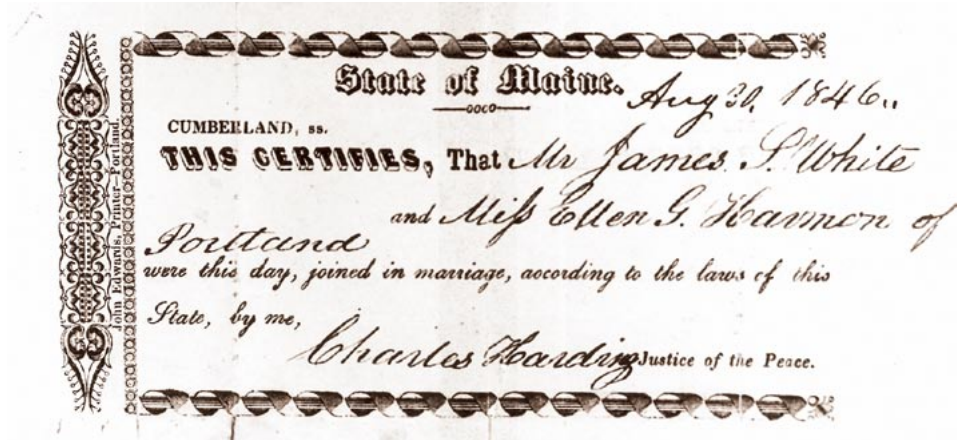 State of Maine.
Aug 30, 1846.
CUMBERLAND, ss.
THIS CERTIFIES, That Mr James S. White
and Miſs Ellen G. Harmon of
Portland
were this day, joined in marriage, according to the laws of this
State, by me,
Charles Harding Justice of the Peace.
John Edwards, Printer—Portland.